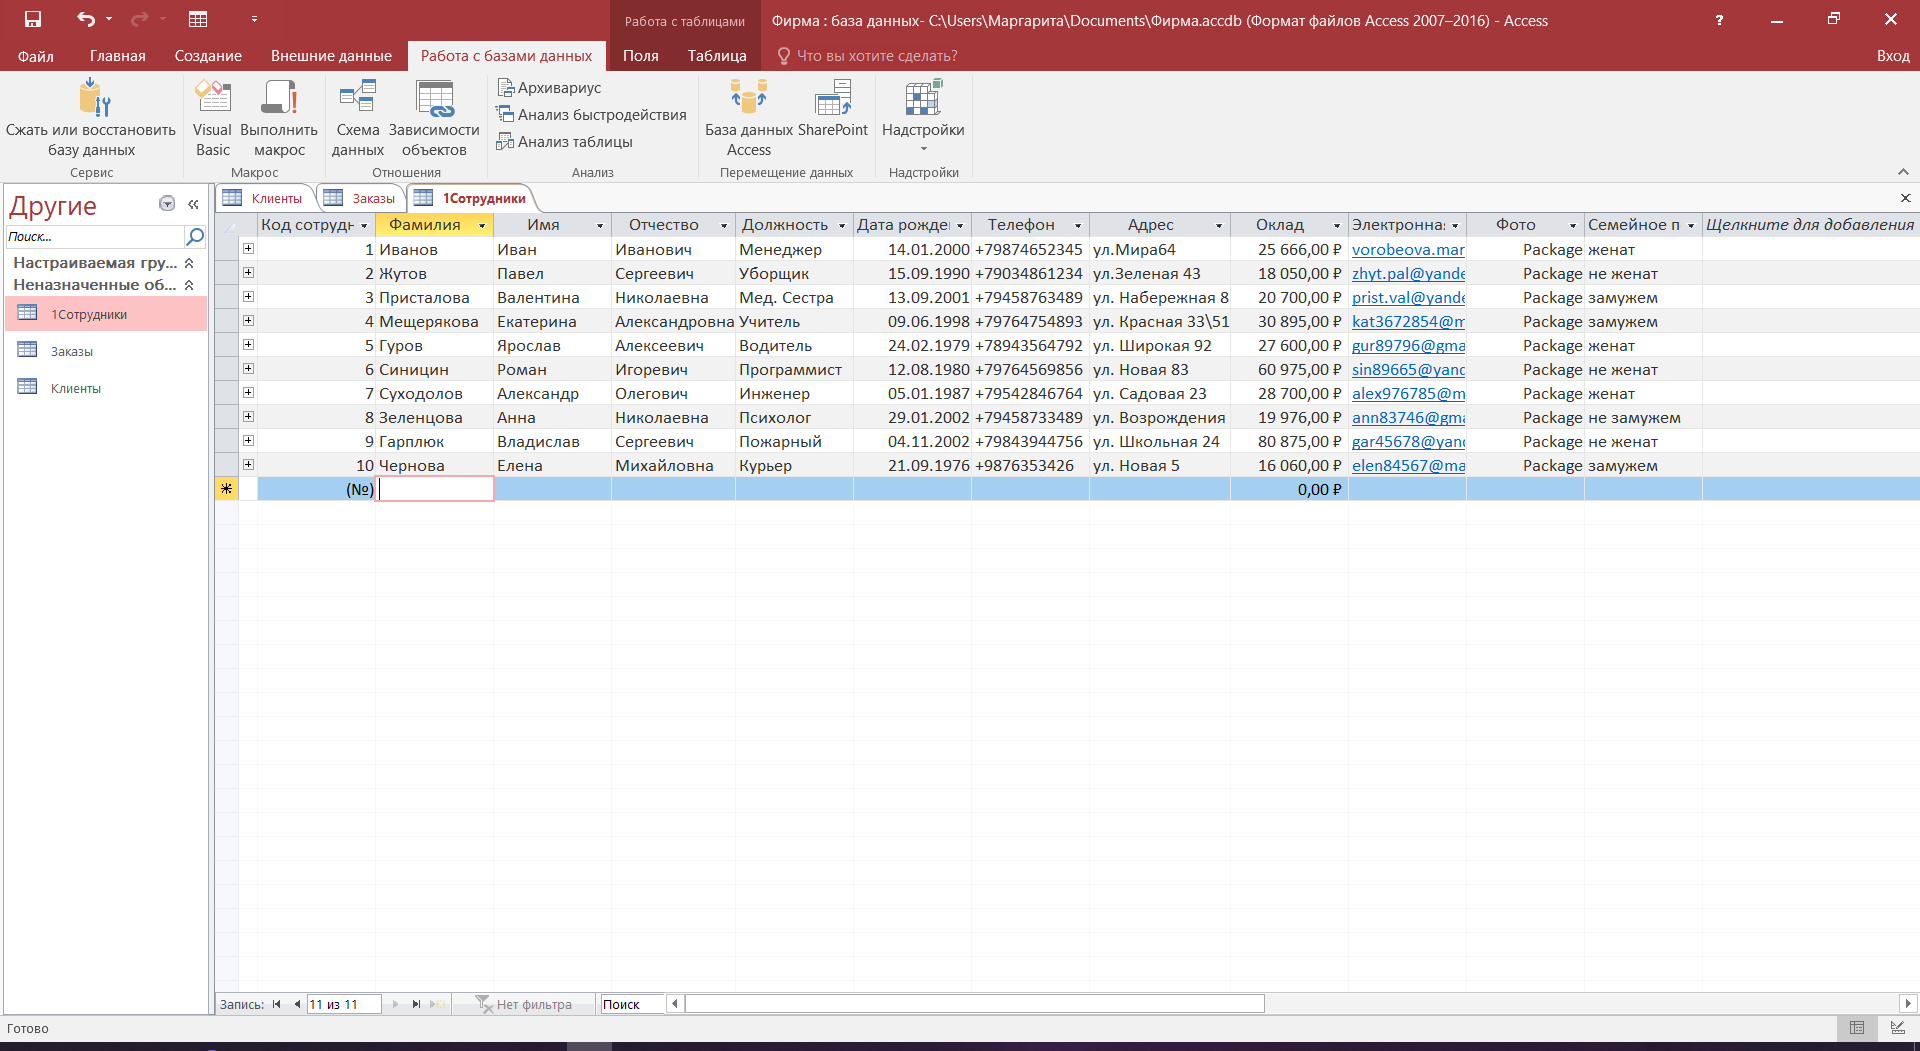 Работа с таблицами
Фирма : база данных- C:\Users\Маргарита\Documents\Фирма.accdb (Формат файлов Access 2007–2016) - Access
?
Файл Главная Создание Внешние данные Работа с базами данных Поля Таблица Что вы хотите сделать? Вход
Сжать или восстановить
базу данных
Visual
Basic
Выполнить
макрос
Схема
данных
Зависимости
объектов
Архивариус
Анализ быстродействия
Анализ таблицы
База данных
Access
SharePoint
Надстройки
Сервис Макрос Отношения Анализ Перемещение данных Надстройки
Другие
Поиск...
Настраиваемая гру...
Неназначенные об...
1Сотрудники
Заказы
Клиенты
Клиенты Заказы 1Сотрудники
Код сотрудн Фамилия Имя Отчество Должность Дата рожден Телефон Адрес Оклад Электронная Фото Семейное п Щелкните для добавления
1 Иванов Иван Иванович Менеджер 14.01.2000 +79874652345 ул.Мира64 25 666,00 ₽ vorobeova.mar Package женат
2 Жутов Павел Сергеевич Уборщик 15.09.1990 +79034861234 ул.Зеленая 43 18 050,00 ₽ zhyt.pal@yande Package не женат
3 Присталова Валентина Николаевна Мед. Сестра 13.09.2001 +79458763489 ул. Набережная 8 20 700,00 ₽ prist.val@yande Package замужем
4 Мещерякова Екатерина Александровна Учитель 09.06.1998 +79764754893 ул. Красная 33\51 30 895,00 ₽ kat3672854@m Package замужем
5 Гуров Ярослав Алексеевич Водитель 24.02.1979 +78943564792 ул. Широкая 92 27 600,00 ₽ gur89796@gma Package женат
6 Синицин Роман Игоревич Программист 12.08.1980 +79764569856 ул. Новая 83 60 975,00 ₽ sin89665@yand Package не женат
7 Суходолов Александр Олегович Инженер 05.01.1987 +79542846764 ул. Садовая 23 28 700,00 ₽ alex976785@m Package женат
8 Зеленцова Анна Николаевна Психолог 29.01.2002 +79458733489 ул. Возрождения 19 976,00 ₽ ann83746@gma Package не замужем
9 Гарплюк Владислав Сергеевич Пожарный 04.11.2002 +79843944756 ул. Школьная 24 80 875,00 ₽ gar45678@yand Package не женат
10 Чернова Елена Михайловна Курьер 21.09.1976 +9876353426 ул. Новая 5 16 060,00 ₽ elen84567@ma Package замужем
(№) 0,00 ₽
Запись: 11 из 11 Нет фильтра Поиск
Готово